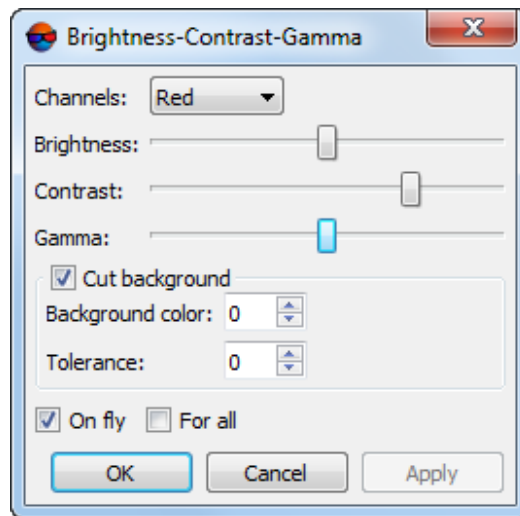 Brightness-Contrast-Gamma
Channels: Red
Brightness:
Contrast:
Gamma:
Cut background
Background color: 0
Tolerance: 0
On fly For all
OK Cancel Apply